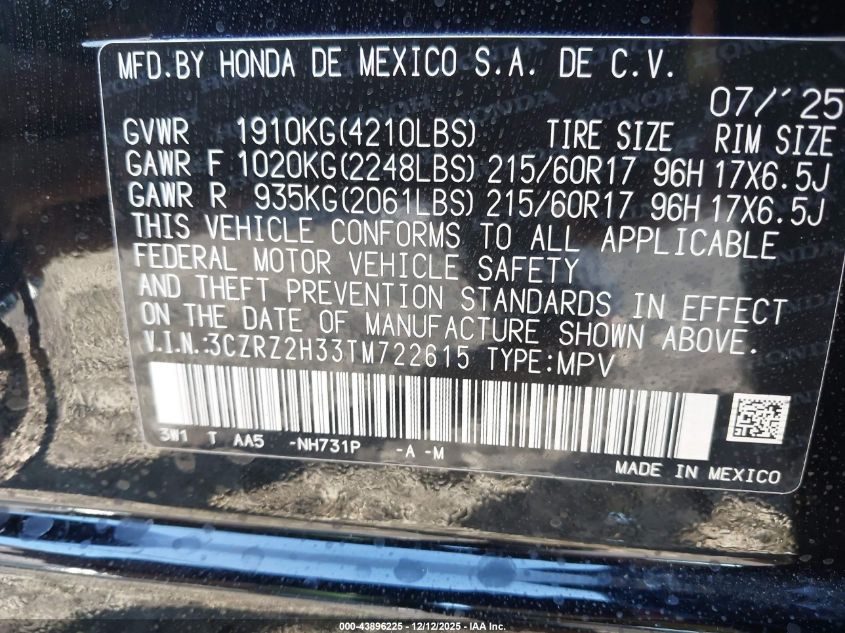 MFD.BY HONDA DE MEXICO S.A. DE C.V.
07/'25
GVWR 1910KG(4210LBS) TIRE SIZE RIM SIZE
GAWR F 1020KG(2248LBS) 215/60R17 96H 17X6.5J
GAWR R 935KG(2061LBS) 215/60R17 96H 17X6.5J
THIS VEHICLE CONFORMS TO ALL APPLICABLE
FEDERAL MOTOR VEHICLE SAFETY
AND THEFT PREVENTION STANDARDS IN EFFECT
ON THE DATE OF MANUFACTURE SHOWN ABOVE.
V.I.N.:3CZRZ2H33TM722615 TYPE:MPV
3W1 T AA5 -NH731P -A -M
MADE IN MEXICO
000-43896225 - 12/12/2025 - IAA Inc.